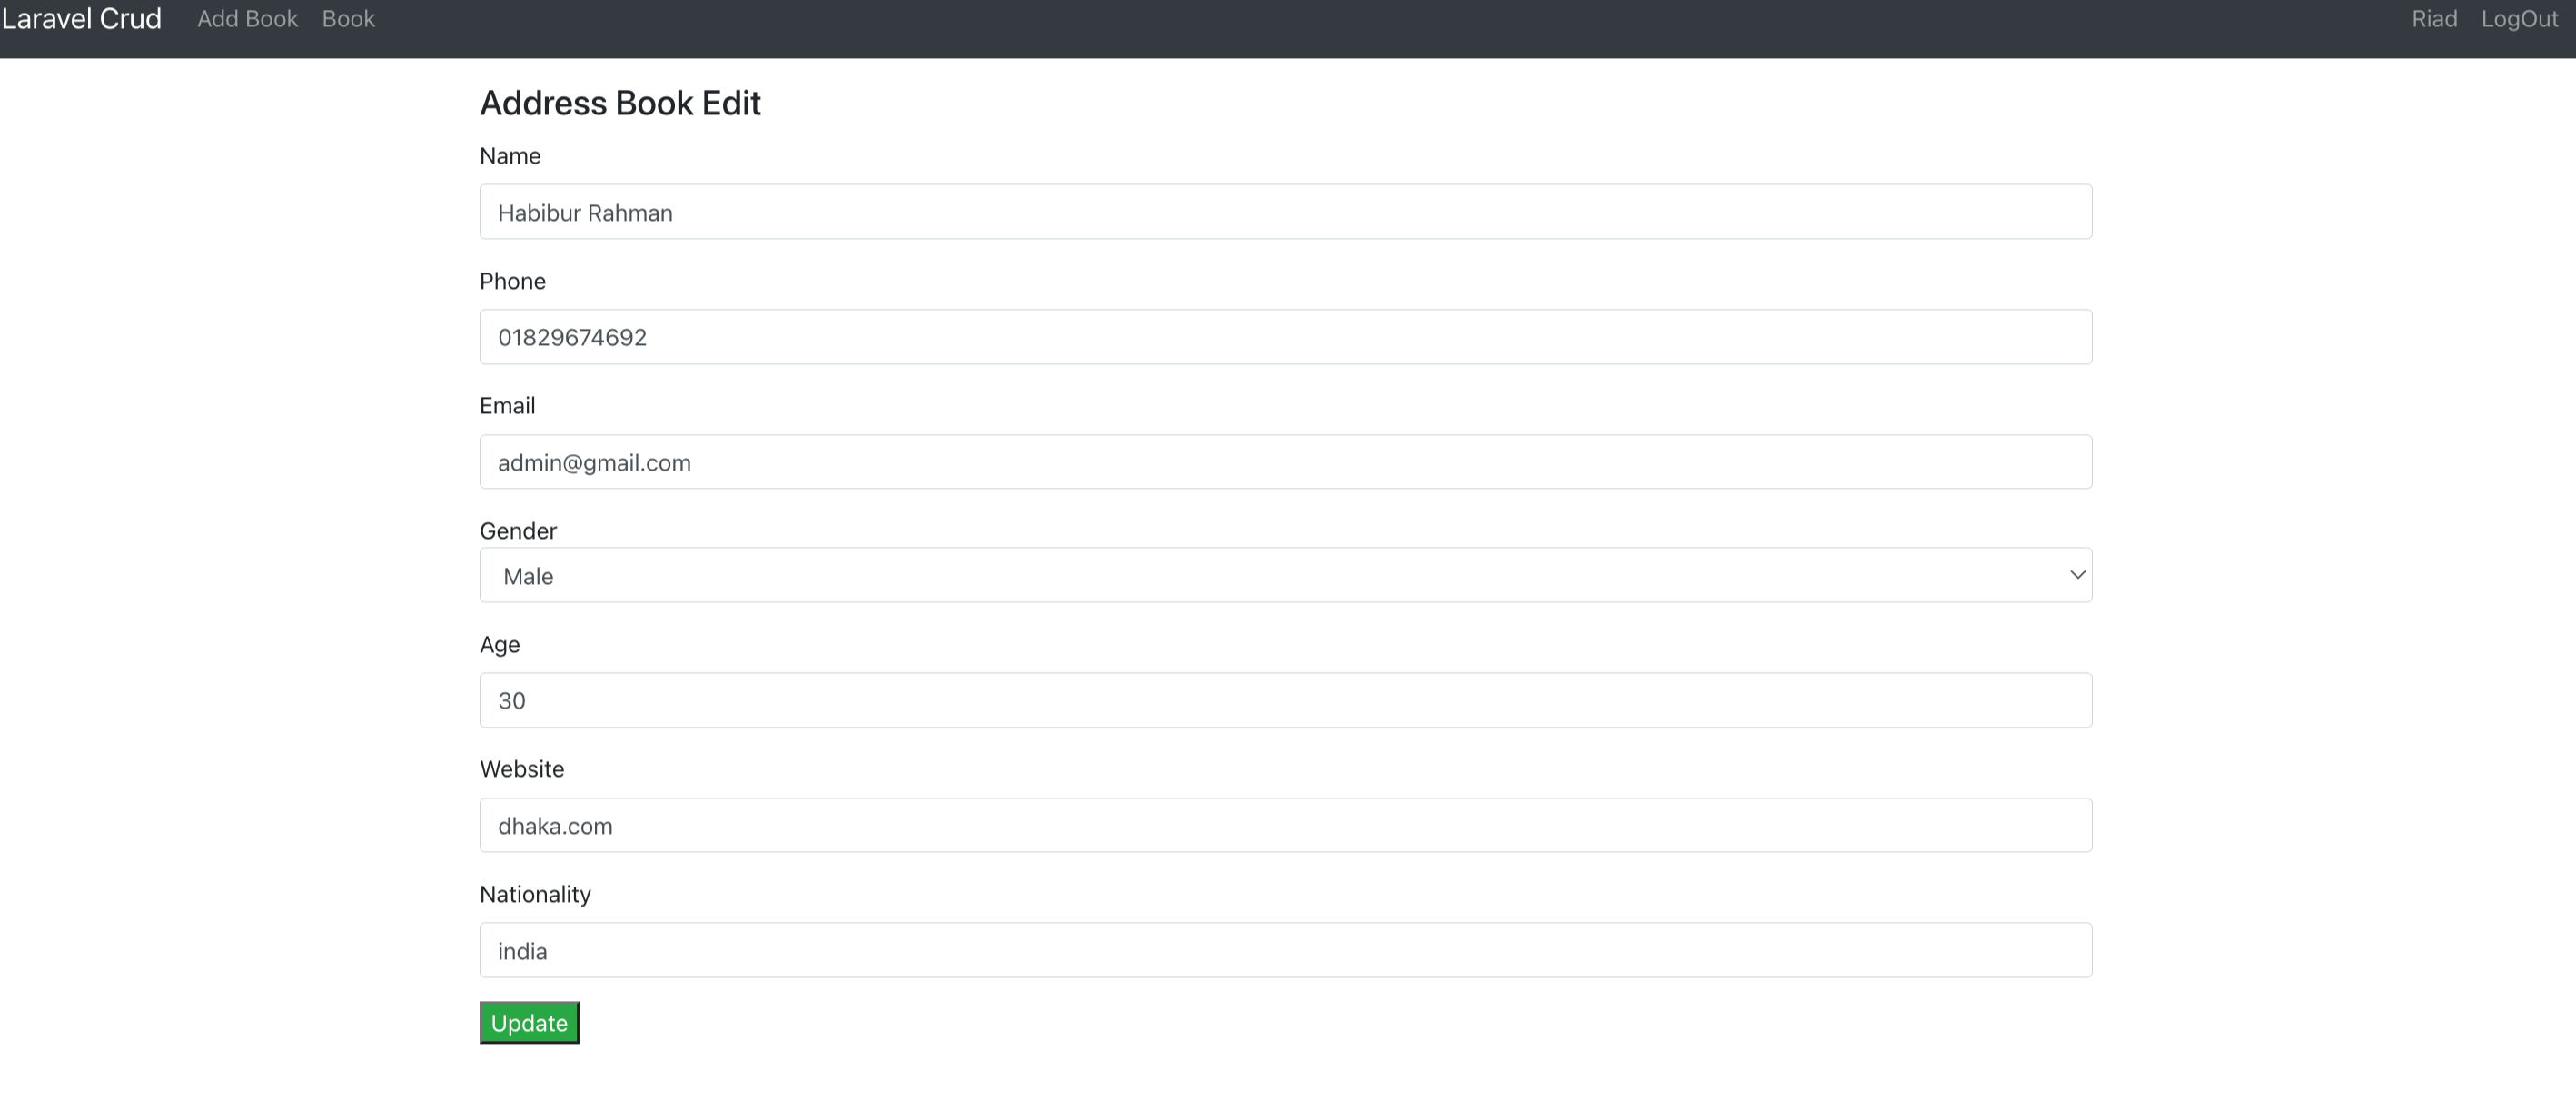 Laravel Crud Add Book Book Riad LogOut
Address Book Edit
Name
Habibur Rahman
Phone
01829674692
Email
admin@gmail.com
Gender
Male
Age
30
Website
dhaka.com
Nationality
india
Update